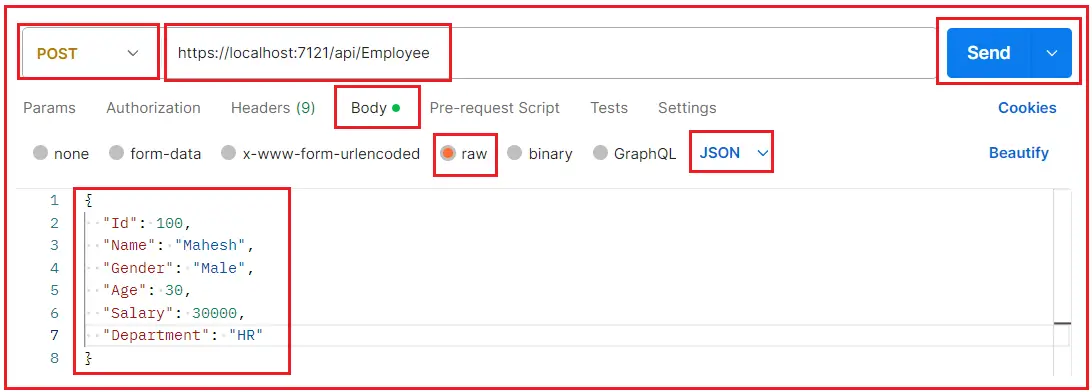 POST https://localhost:7121/api/Employee Send
Params Authorization Headers (9) Body Pre-request Script Tests Settings Cookies
none form-data x-www-form-urlencoded raw binary GraphQL JSON Beautify
1 {
2 "Id": 100,
3 "Name": "Mahesh",
4 "Gender": "Male",
5 "Age": 30,
6 "Salary": 30000,
7 "Department": "HR"
8 }